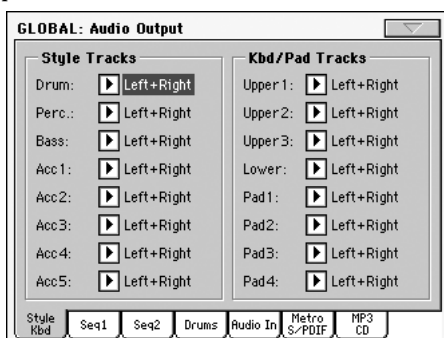 GLOBAL: Audio Output
Style Tracks
Drum: Left+Right
Perc.: Left+Right
Bass: Left+Right
Acc1: Left+Right
Acc2: Left+Right
Acc3: Left+Right
Acc4: Left+Right
Acc5: Left+Right
Kbd/Pad Tracks
Upper1: Left+Right
Upper2: Left+Right
Upper3: Left+Right
Lower: Left+Right
Pad1: Left+Right
Pad2: Left+Right
Pad3: Left+Right
Pad4: Left+Right
Style Kbd
Seq1
Seq2
Drums
Audio In
Metro S/PDIF
MP3 CD